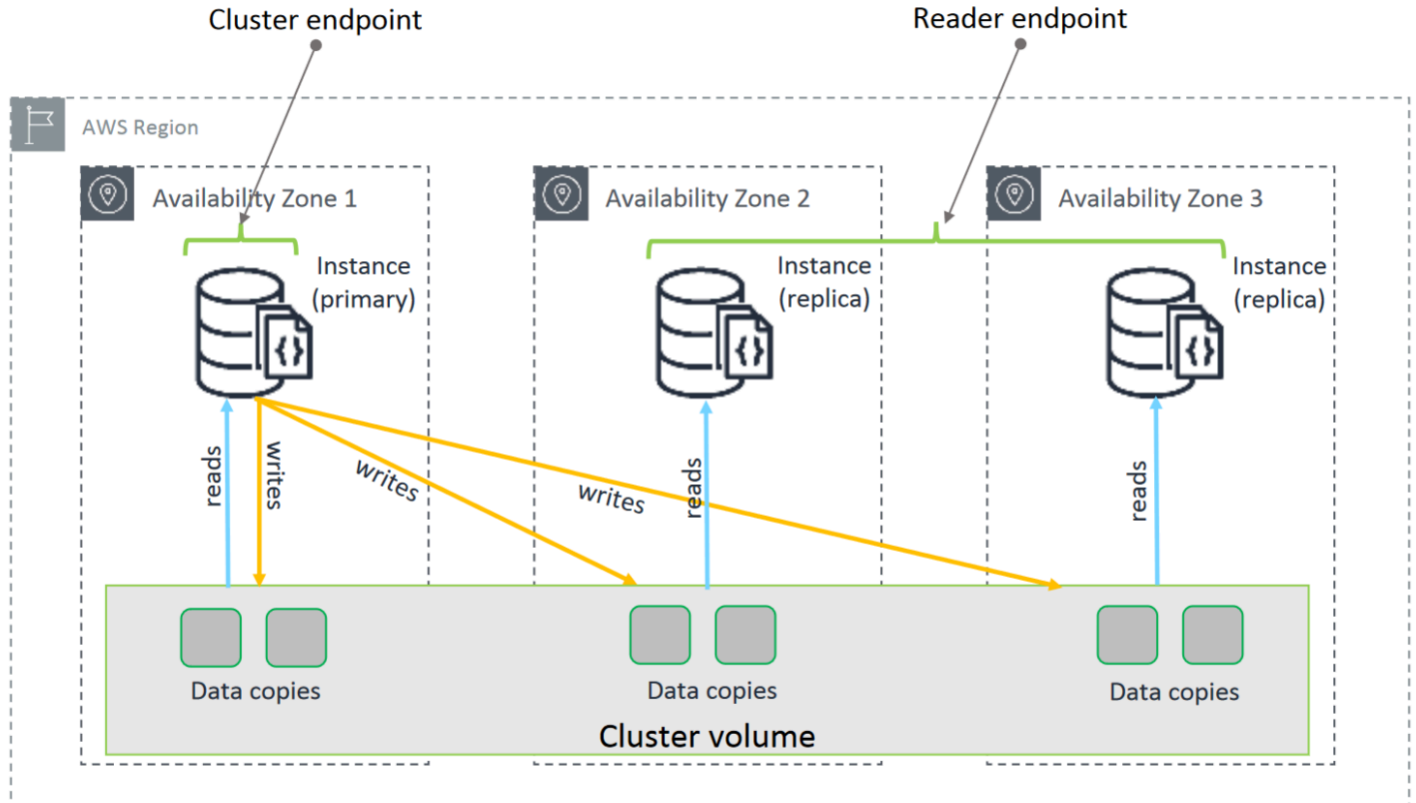 Cluster endpoint
Reader endpoint
AWS Region
Availability Zone 1
Availability Zone 2
Availability Zone 3
Instance
(primary)
Instance
(replica)
Instance
(replica)
reads
writes
writes
writes
reads
reads
Data copies
Data copies
Data copies
Cluster volume